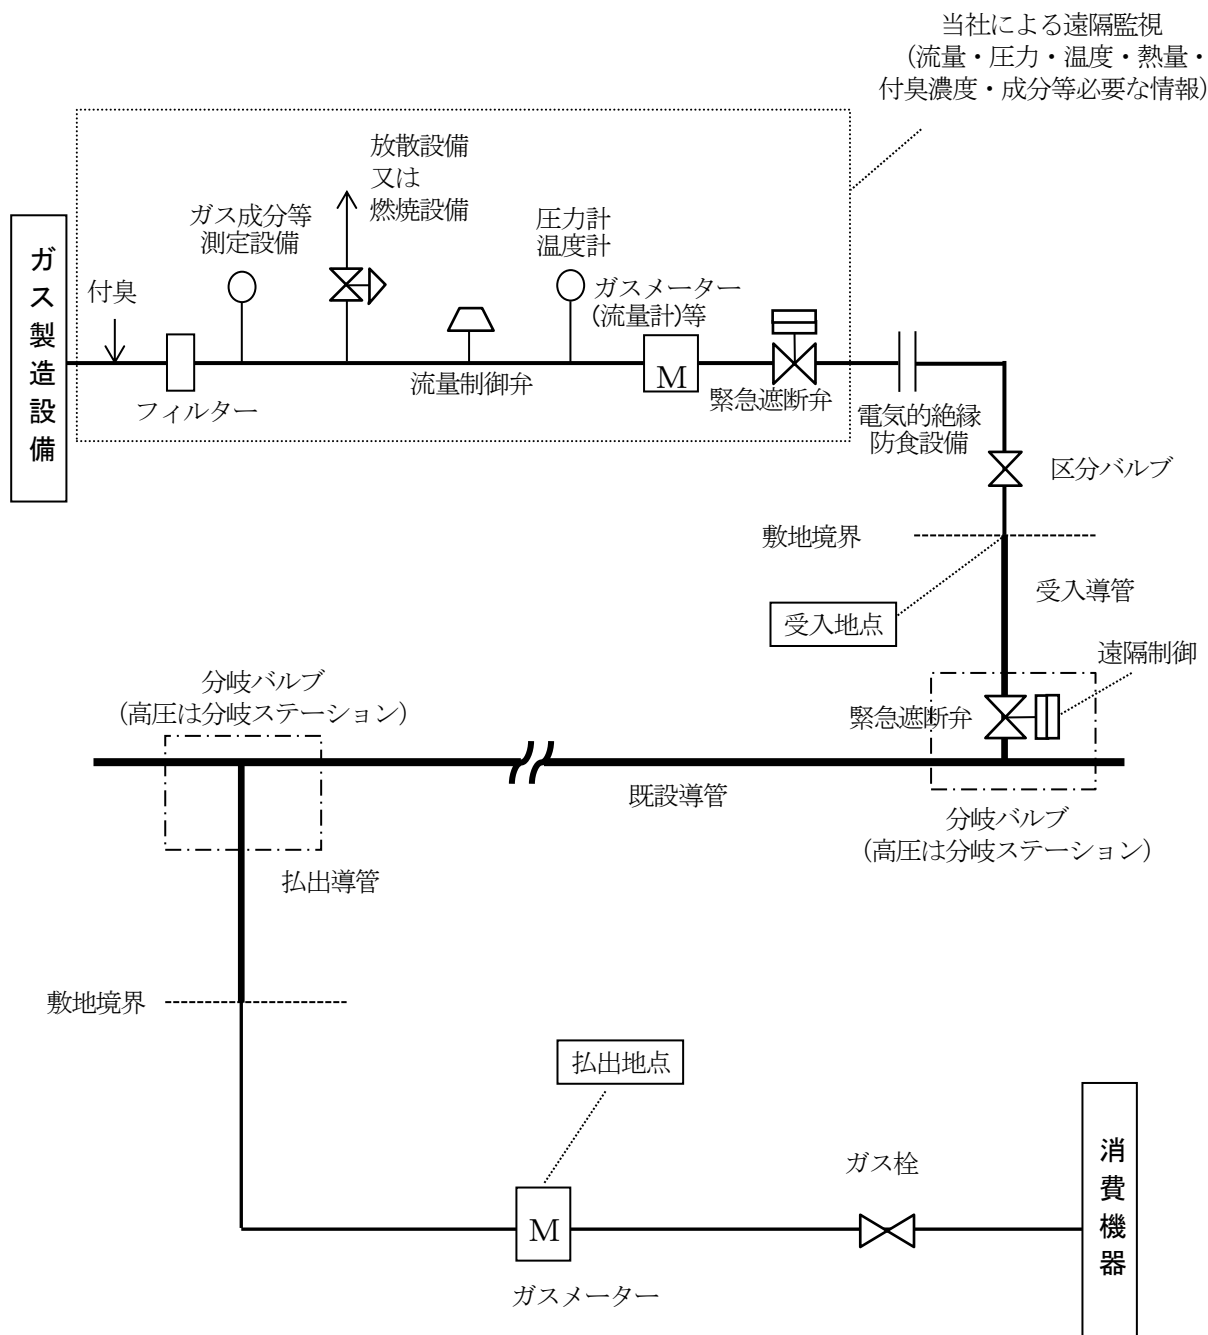 当社による遠隔監視
(流量・圧力・温度・熱量・
付臭濃度・成分等必要な情報)
放散設備
又は
燃焼設備
ガス成分等
測定設備
圧力計
温度計
ガス製造設備
付臭
ガスメーター
(流量計)等
M
流量制御弁
フィルター
緊急遮断弁
電気的絶縁
防食設備
区分バルブ
敷地境界
受入導管
受入地点
遠隔制御
分岐バルブ
(高圧は分岐ステーション)
緊急遮断弁
既設導管
分岐バルブ
(高圧は分岐ステーション)
払出導管
敷地境界
払出地点
ガス栓
消費機器
M
ガスメーター